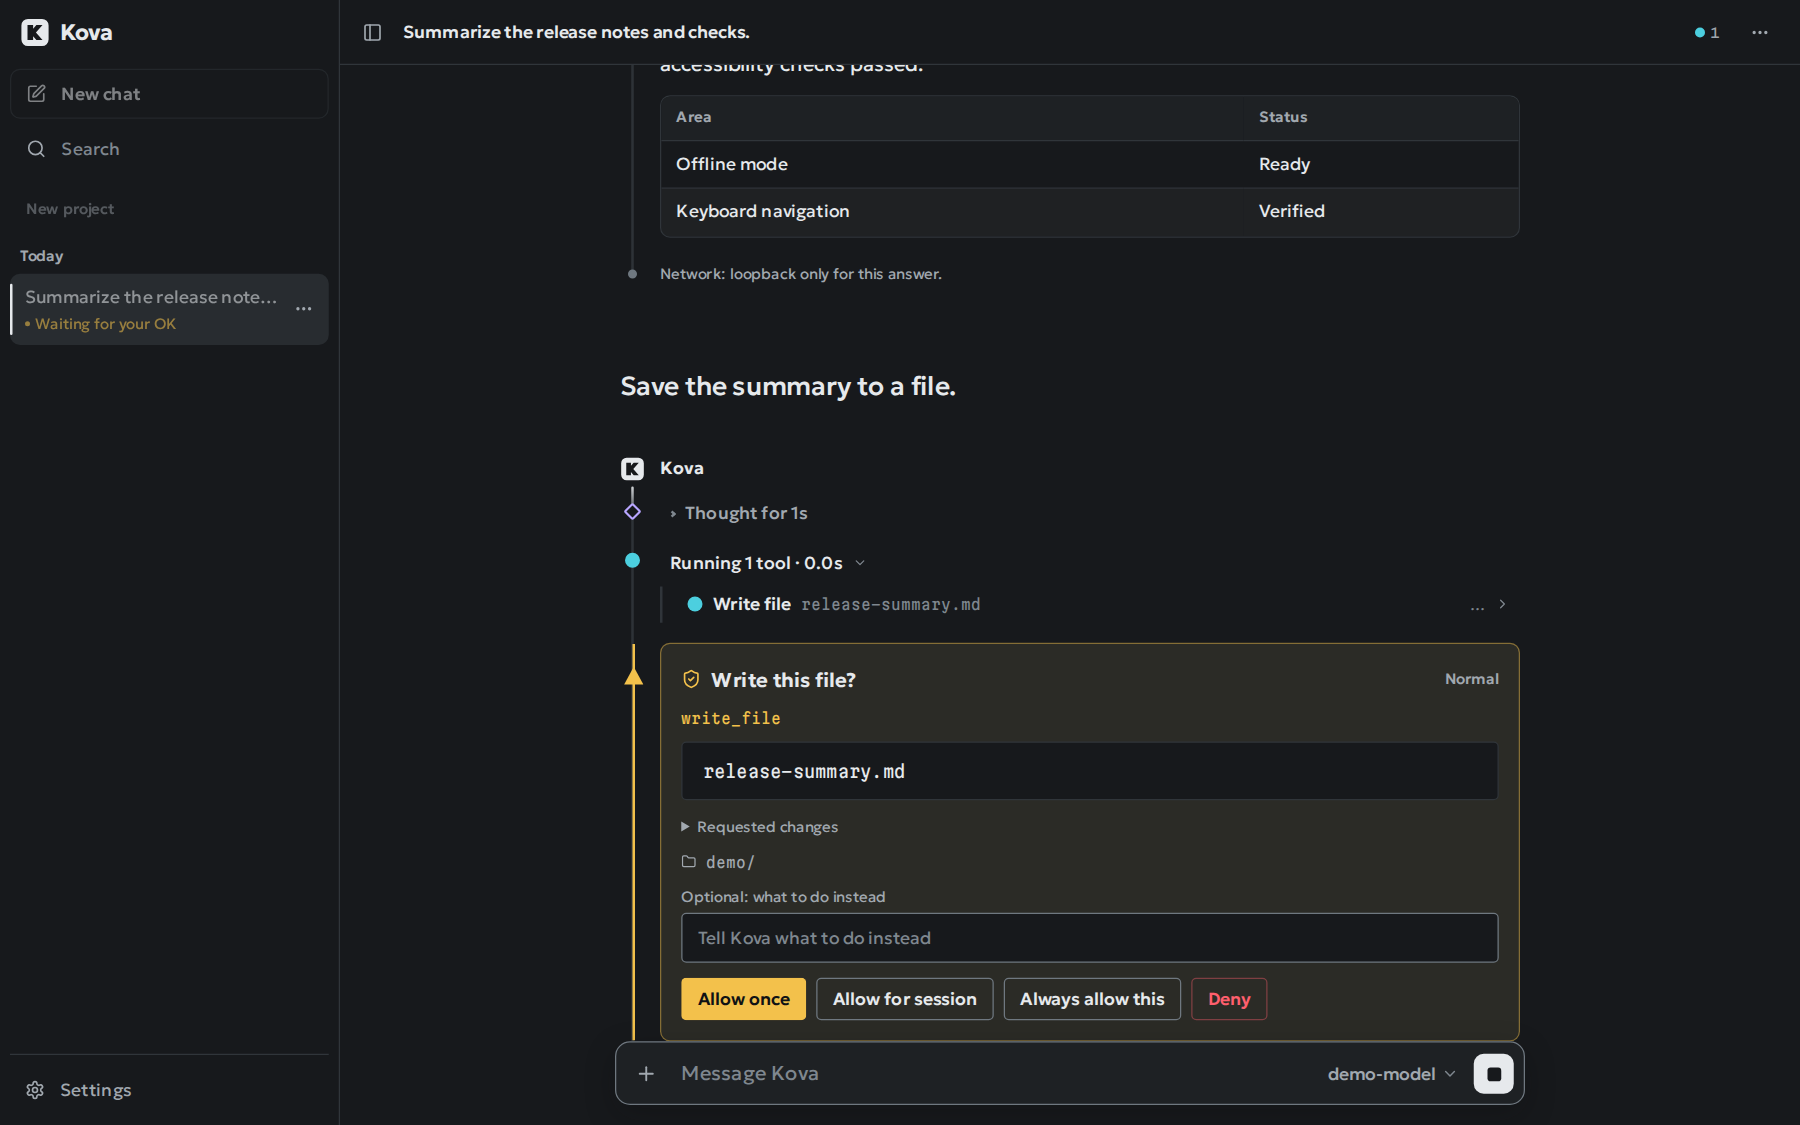 Kova
New chat
Search
New project
Today
Summarize the release note...
• Waiting for your OK
Settings
Summarize the release notes and checks.
1
accessibility checks passed.
Area Status
Offline mode Ready
Keyboard navigation Verified
Network: loopback only for this answer.
Save the summary to a file.
Kova
Thought for 1s
Running 1 tool · 0.0s
Write file release-summary.md ...
Write this file? Normal
write_file
release-summary.md
Requested changes
demo/
Optional: what to do instead
Tell Kova what to do instead
Allow once Allow for session Always allow this Deny
Message Kova demo-model